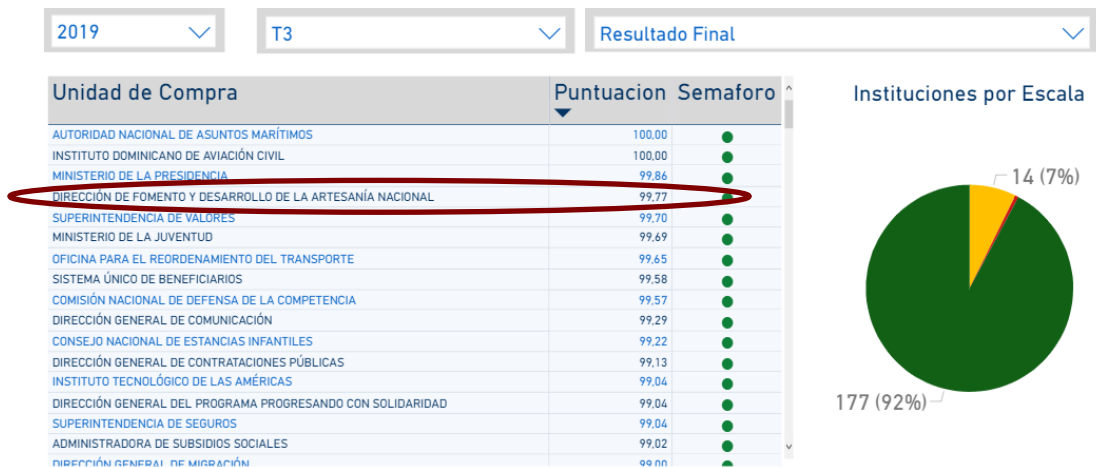 2019 T3 Resultado Final
Unidad de Compra Puntuacion Semaforo
AUTORIDAD NACIONAL DE ASUNTOS MARÍTIMOS 100,00
INSTITUTO DOMINICANO DE AVIACIÓN CIVIL 100,00
MINISTERIO DE LA PRESIDENCIA 99,86
DIRECCIÓN DE FOMENTO Y DESARROLLO DE LA ARTESANÍA NACIONAL 99,77
SUPERINTENDENCIA DE VALORES 99,70
MINISTERIO DE LA JUVENTUD 99,69
OFICINA PARA EL REORDENAMIENTO DEL TRANSPORTE 99,65
SISTEMA ÚNICO DE BENEFICIARIOS 99,58
COMISIÓN NACIONAL DE DEFENSA DE LA COMPETENCIA 99,57
DIRECCIÓN GENERAL DE COMUNICACIÓN 99,29
CONSEJO NACIONAL DE ESTANCIAS INFANTILES 99,22
DIRECCIÓN GENERAL DE CONTRATACIONES PÚBLICAS 99,13
INSTITUTO TECNOLÓGICO DE LAS AMÉRICAS 99,04
DIRECCIÓN GENERAL DEL PROGRAMA PROGRESANDO CON SOLIDARIDAD 99,04
SUPERINTENDENCIA DE SEGUROS 99,04
ADMINISTRADORA DE SUBSIDIOS SOCIALES 99,02
DIRECCIÓN GENERAL DE MIGRACIÓN 99,00
Instituciones por Escala
14 (7%)
177 (92%)